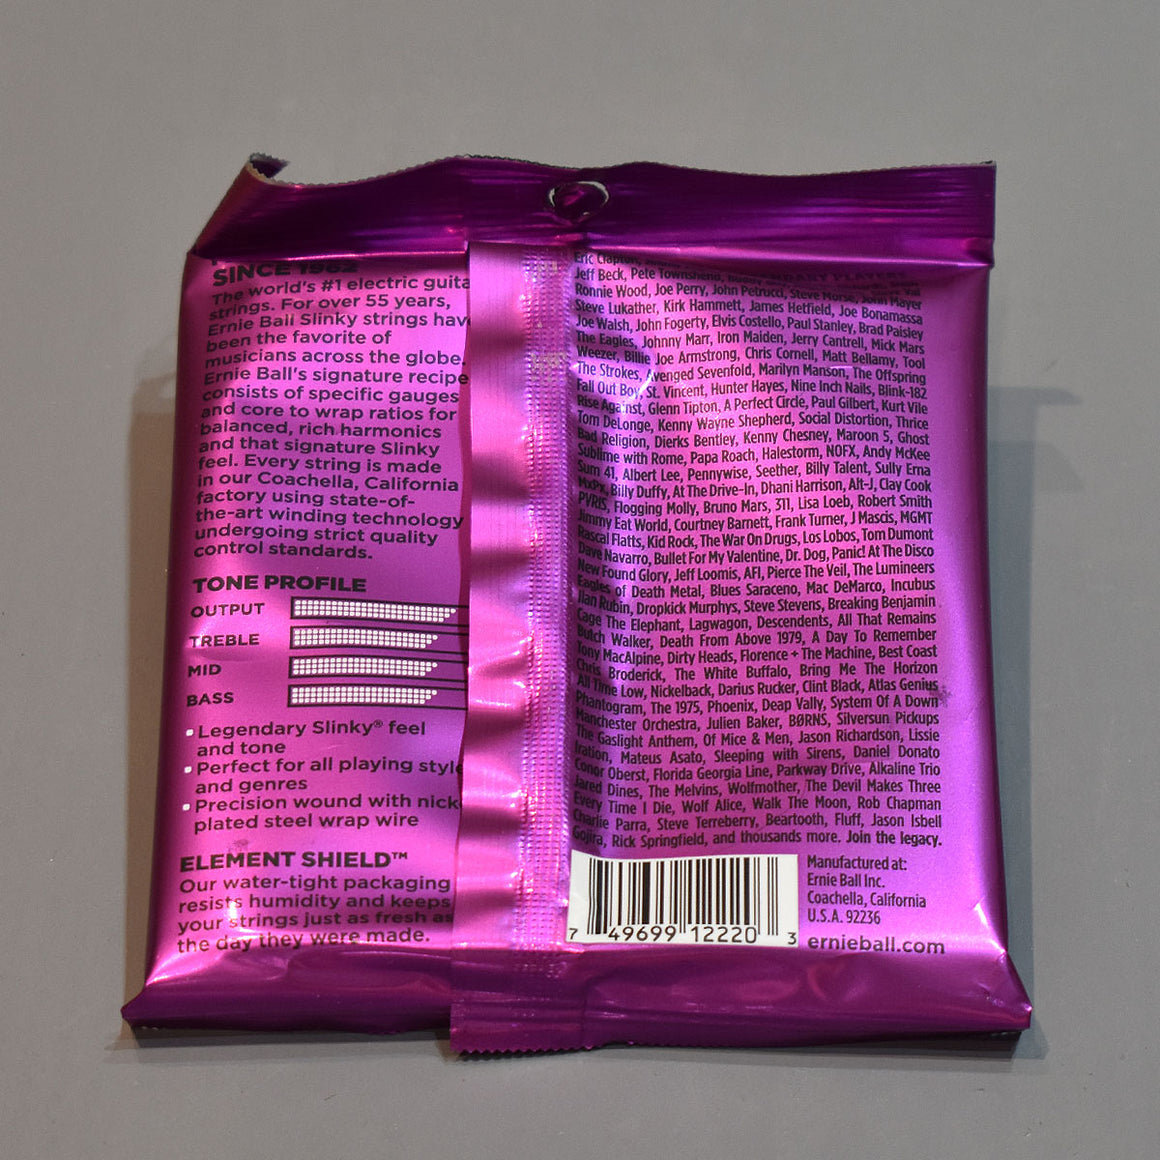 SINCE 1962
The world's #1 electric guita
strings. For over 55 years,
Ernie Ball Slinky strings hav
been the favorite of
musicians across the globe.
Ernie Ball's signature recipe
consists of specific gauges
and core to wrap ratios for
balanced, rich harmonics
and that signature Slinky
feel. Every string is made
in our Coachella, California
factory using state-of-
the-art winding technology
undergoing strict quality
control standards.
TONE PROFILE
OUTPUT
TREBLE
MID
BASS
Legendary Slinky® feel
and tone
Perfect for all playing style
and genres
Precision wound with nick
plated steel wrap wire
ELEMENT SHIELD™
Our water-tight packaging
resists humidity and keeps
your strings just as fresh as
the day they were made.
Eric Clapton,
Jeff Beck, Pete Townshend,
Ronnie Wood, Joe Perry, John Petrucci, Steve Morse, John Mayer
Steve Lukather, Kirk Hammett, James Hetfield, Joe Bonamassa
Joe Walsh, John Fogerty, Elvis Costello, Paul Stanley, Brad Paisley
The Eagles, Johnny Marr, Iron Maiden, Jerry Cantrell, Mick Mars
Weezer, Billie Joe Armstrong, Chris Cornell, Matt Bellamy, Tool
The Strokes, Avenged Sevenfold, Marilyn Manson, The Offspring
Fall Out Boy, St. Vincent, Hunter Hayes, Nine Inch Nails, Blink-182
Rise Against, Glenn Tipton, A Perfect Circle, Paul Gilbert, Kurt Vile
Tom DeLonge, Kenny Wayne Shepherd, Social Distortion, Thrice
Bad Religion, Dierks Bentley, Kenny Chesney, Maroon 5, Ghost
Sublime with Rome, Papa Roach, Halestorm, NOFX, Andy McKee
Sum 41, Albert Lee, Pennywise, Seether, Billy Talent, Sully Erna
MxPx, Billy Duffy, At The Drive-In, Dhani Harrison, Alt-J, Clay Cook
PVRIS, Flogging Molly, Bruno Mars, 311, Lisa Loeb, Robert Smith
Jimmy Eat World, Courtney Barnett, Frank Turner, J Mascis, MGMT
Rascal Flatts, Kid Rock, The War On Drugs, Los Lobos, Tom Dumont
Dave Navarro, Bullet For My Valentine, Dr. Dog, Panic! At The Disco
New Found Glory, Jeff Loomis, AFI, Pierce The Veil, The Lumineers
Eagles of Death Metal, Blues Saraceno, Mac DeMarco, Incubus
Ilan Rubin, Dropkick Murphys, Steve Stevens, Breaking Benjamin
Cage The Elephant, Lagwagon, Descendents, All That Remains
Butch Walker, Death From Above 1979, A Day To Remember
Tony MacAlpine, Dirty Heads, Florence + The Machine, Best Coast
Chris Broderick, The White Buffalo, Bring Me The Horizon
All Time Low, Nickelback, Darius Rucker, Clint Black, Atlas Genius
Phantogram, The 1975, Phoenix, Deap Vally, System Of A Down
Manchester Orchestra, Julien Baker, BØRNS, Silversun Pickups
The Gaslight Anthem, Of Mice & Men, Jason Richardson, Lissie
Iration, Mateus Asato, Sleeping with Sirens, Daniel Donato
Conor Oberst, Florida Georgia Line, Parkway Drive, Alkaline Trio
Jared Dines, The Melvins, Wolfmother, The Devil Makes Three
Every Time I Die, Wolf Alice, Walk The Moon, Rob Chapman
Charlie Parra, Steve Terreberry, Beartooth, Fluff, Jason Isbell
Gojira, Rick Springfield, and thousands more. Join the legacy.
7 49699 12220 3
Manufactured at:
Ernie Ball Inc.
Coachella, California
U.S.A. 92236
ernieball.com